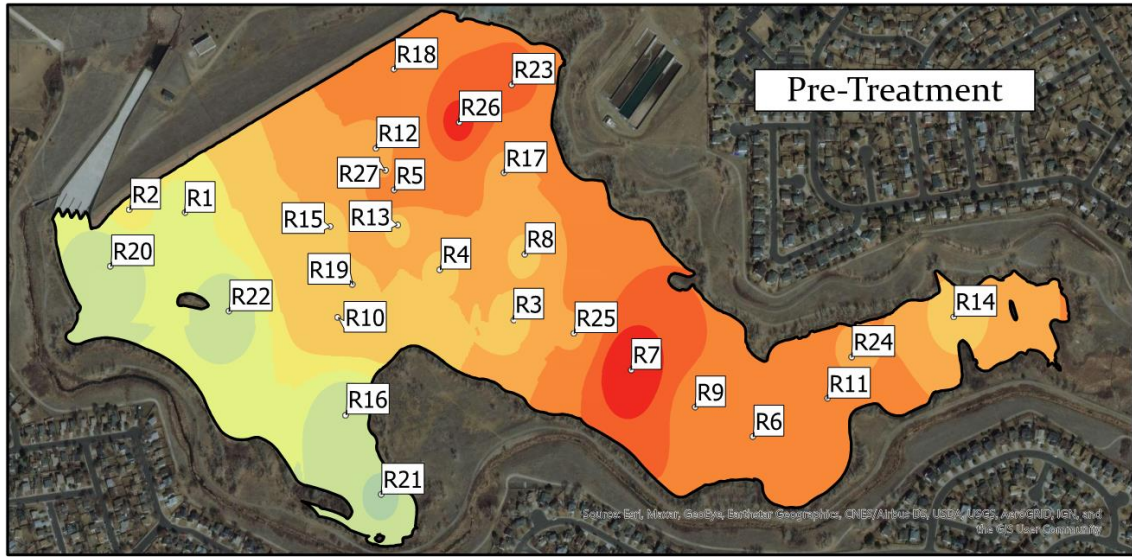 Pre-Treatment
R18
R23
R26
R12
R27
R17
R5
R2
R1
R15
R13
R20
R8
R4
R19
R22
R10
R3
R25
R14
R24
R7
R11
R9
R16
R6
R21
Source: Esri, Maxar, GeoEye, Earthstar Geographics, CNES/Airbus DS, USDA, USGS, AeroGRID, IGN, and
the GIS User Community